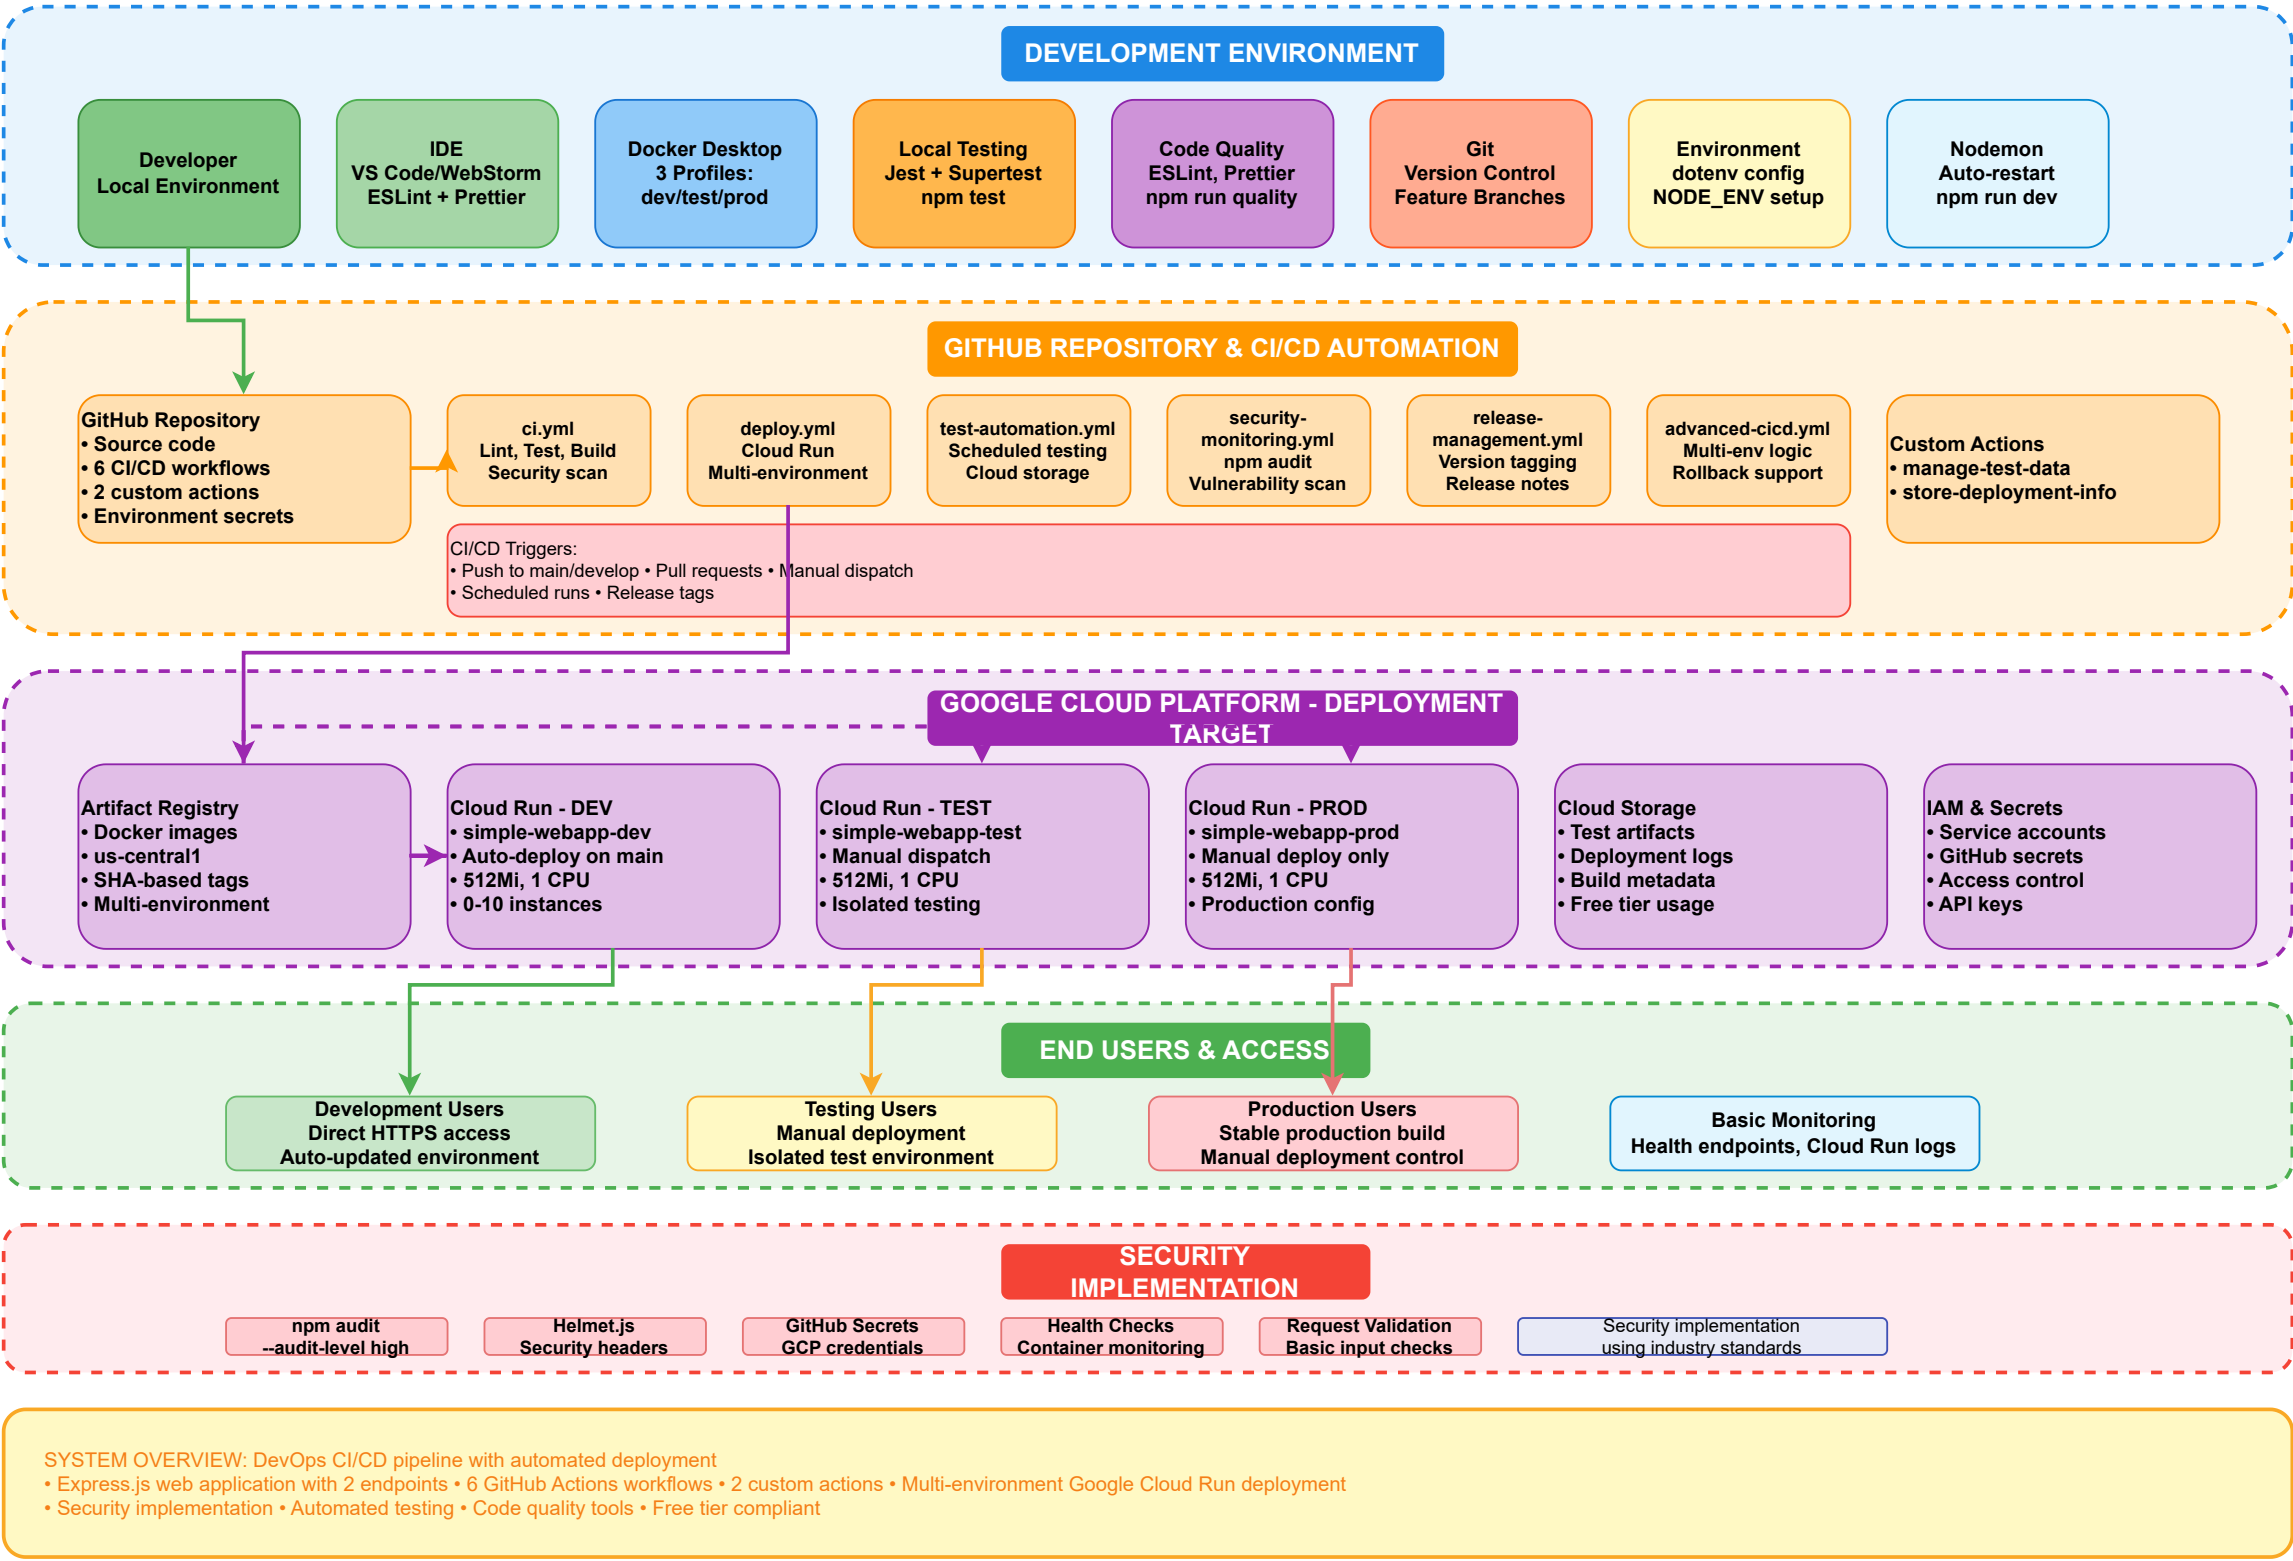 DEVELOPMENT ENVIRONMENT
Developer
Local Environment
IDE
VS Code/WebStorm
ESLint + Prettier
Docker Desktop
3 Profiles:
dev/test/prod
Local Testing
Jest + Supertest
npm test
Code Quality
ESLint, Prettier
npm run quality
Git
Version Control
Feature Branches
Environment
dotenv config
NODE_ENV setup
Nodemon
Auto-restart
npm run dev
GITHUB REPOSITORY & CI/CD AUTOMATION
GitHub Repository
• Source code
• 6 CI/CD workflows
• 2 custom actions
• Environment secrets
ci.yml
Lint, Test, Build
Security scan
deploy.yml
Cloud Run
Multi-environment
test-automation.yml
Scheduled testing
Cloud storage
security-
monitoring.yml
npm audit
Vulnerability scan
release-
management.yml
Version tagging
Release notes
advanced-cicd.yml
Multi-env logic
Rollback support
Custom Actions
• manage-test-data
• store-deployment-info
CI/CD Triggers:
• Push to main/develop • Pull requests • Manual dispatch
• Scheduled runs • Release tags
GOOGLE CLOUD PLATFORM - DEPLOYMENT
TARGET
Artifact Registry
• Docker images
• us-central1
• SHA-based tags
• Multi-environment
Cloud Run - DEV
• simple-webapp-dev
• Auto-deploy on main
• 512Mi, 1 CPU
• 0-10 instances
Cloud Run - TEST
• simple-webapp-test
• Manual dispatch
• 512Mi, 1 CPU
• Isolated testing
Cloud Run - PROD
• simple-webapp-prod
• Manual deploy only
• 512Mi, 1 CPU
• Production config
Cloud Storage
• Test artifacts
• Deployment logs
• Build metadata
• Free tier usage
IAM & Secrets
• Service accounts
• GitHub secrets
• Access control
• API keys
END USERS & ACCESS
Development Users
Direct HTTPS access
Auto-updated environment
Testing Users
Manual deployment
Isolated test environment
Production Users
Stable production build
Manual deployment control
Basic Monitoring
Health endpoints, Cloud Run logs
SECURITY
IMPLEMENTATION
npm audit
--audit-level high
Helmet.js
Security headers
GitHub Secrets
GCP credentials
Health Checks
Container monitoring
Request Validation
Basic input checks
Security implementation
using industry standards
SYSTEM OVERVIEW: DevOps CI/CD pipeline with automated deployment
• Express.js web application with 2 endpoints • 6 GitHub Actions workflows • 2 custom actions • Multi-environment Google Cloud Run deployment
• Security implementation • Automated testing • Code quality tools • Free tier compliant